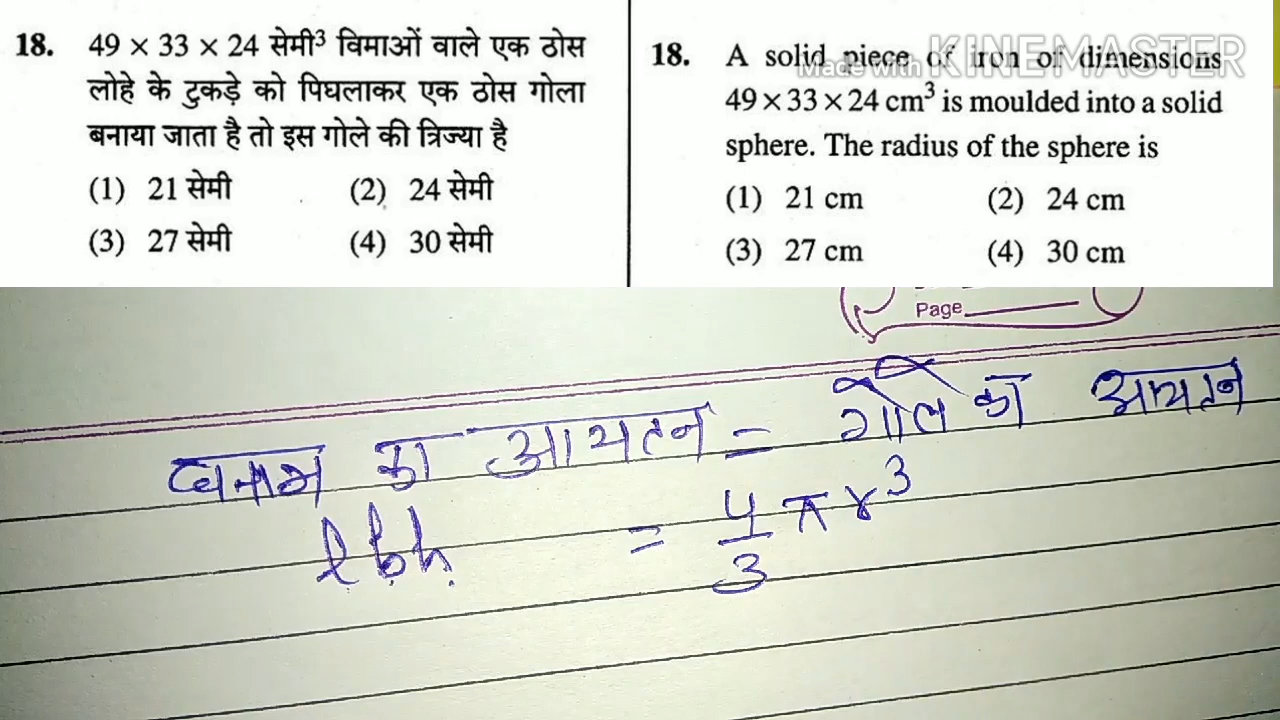 18. 49 × 33 × 24 सेमी³ विमाओं वाले एक ठोस
लोहे के टुकड़े को पिघलाकर एक ठोस गोला
बनाया जाता है तो इस गोले की त्रिज्या है
(1) 21 सेमी (2) 24 सेमी
(3) 27 सेमी (4) 30 सेमी
18. A solid piece of iron of dimensions
49 × 33 × 24 cm³ is moulded into a solid
sphere. The radius of the sphere is
(1) 21 cm (2) 24 cm
(3) 27 cm (4) 30 cm
Made with KINEMASTER
Page
घनाभ का आयतन = गोले का आयतन
lbh = 4/3 πr³